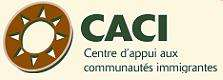 CACI
Centre d'appui aux
communautés immigrantes